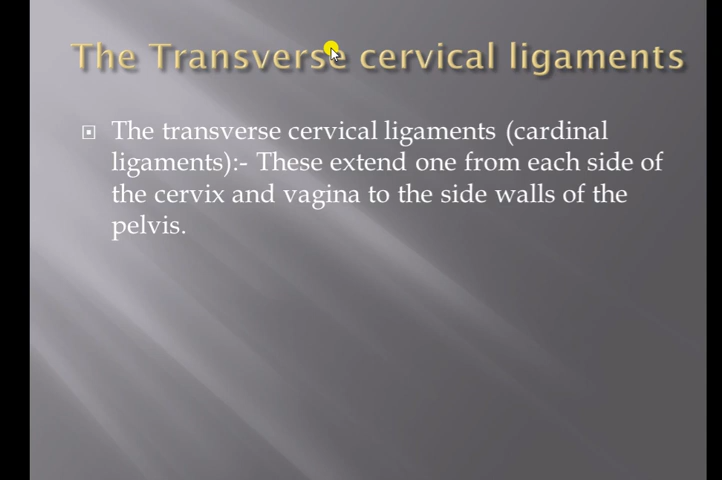 The Transverse cervical ligaments
The transverse cervical ligaments (cardinal
ligaments):- These extend one from each side of
the cervix and vagina to the side walls of the
pelvis.